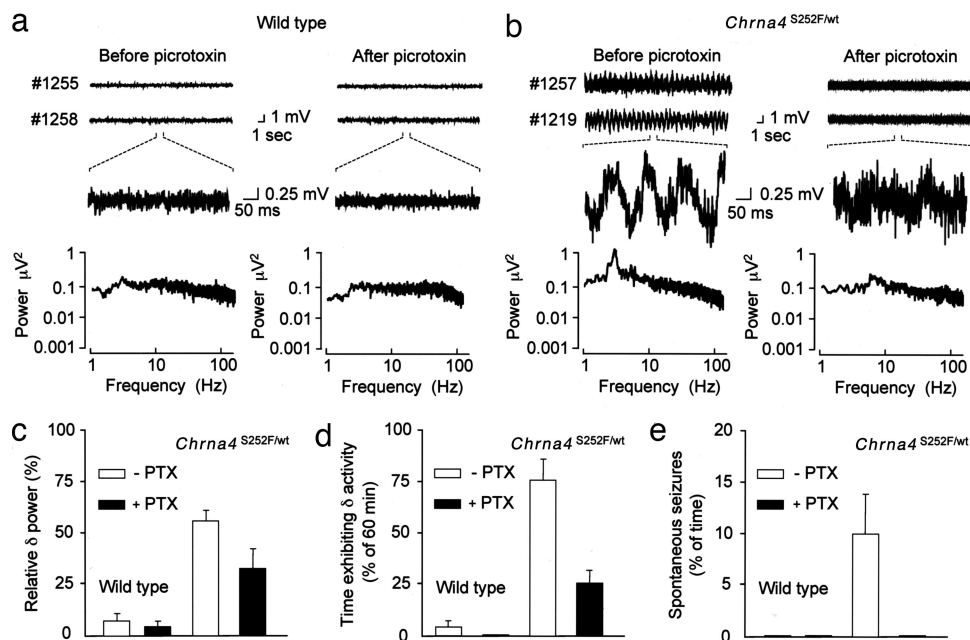 a
Wild type
Before picrotoxin
After picrotoxin
#1255
#1258
1 mV
1 sec
0.25 mV
50 ms
Power µV²
1
0.1
0.01
0.001
1
10
100
Frequency (Hz)
Power µV²
1
0.1
0.01
0.001
1
10
100
Frequency (Hz)
b
Chrna4 S252F/wt
Before picrotoxin
After picrotoxin
#1257
#1219
1 mV
1 sec
0.25 mV
50 ms
Power µV²
1
0.1
0.01
0.001
1
10
100
Frequency (Hz)
Power µV²
1
0.1
0.01
0.001
1
10
100
Frequency (Hz)
c
Relative δ power (%)
100
75
50
25
0
Chrna4 S252F/wt
- PTX
+ PTX
Wild type
d
Time exhibiting δ activity
(% of 60 min)
100
75
50
25
0
Chrna4 S252F/wt
- PTX
+ PTX
Wild type
e
Spontaneous seizures
(% of time)
20
15
10
5
0
Chrna4 S252F/wt
- PTX
+ PTX
Wild type